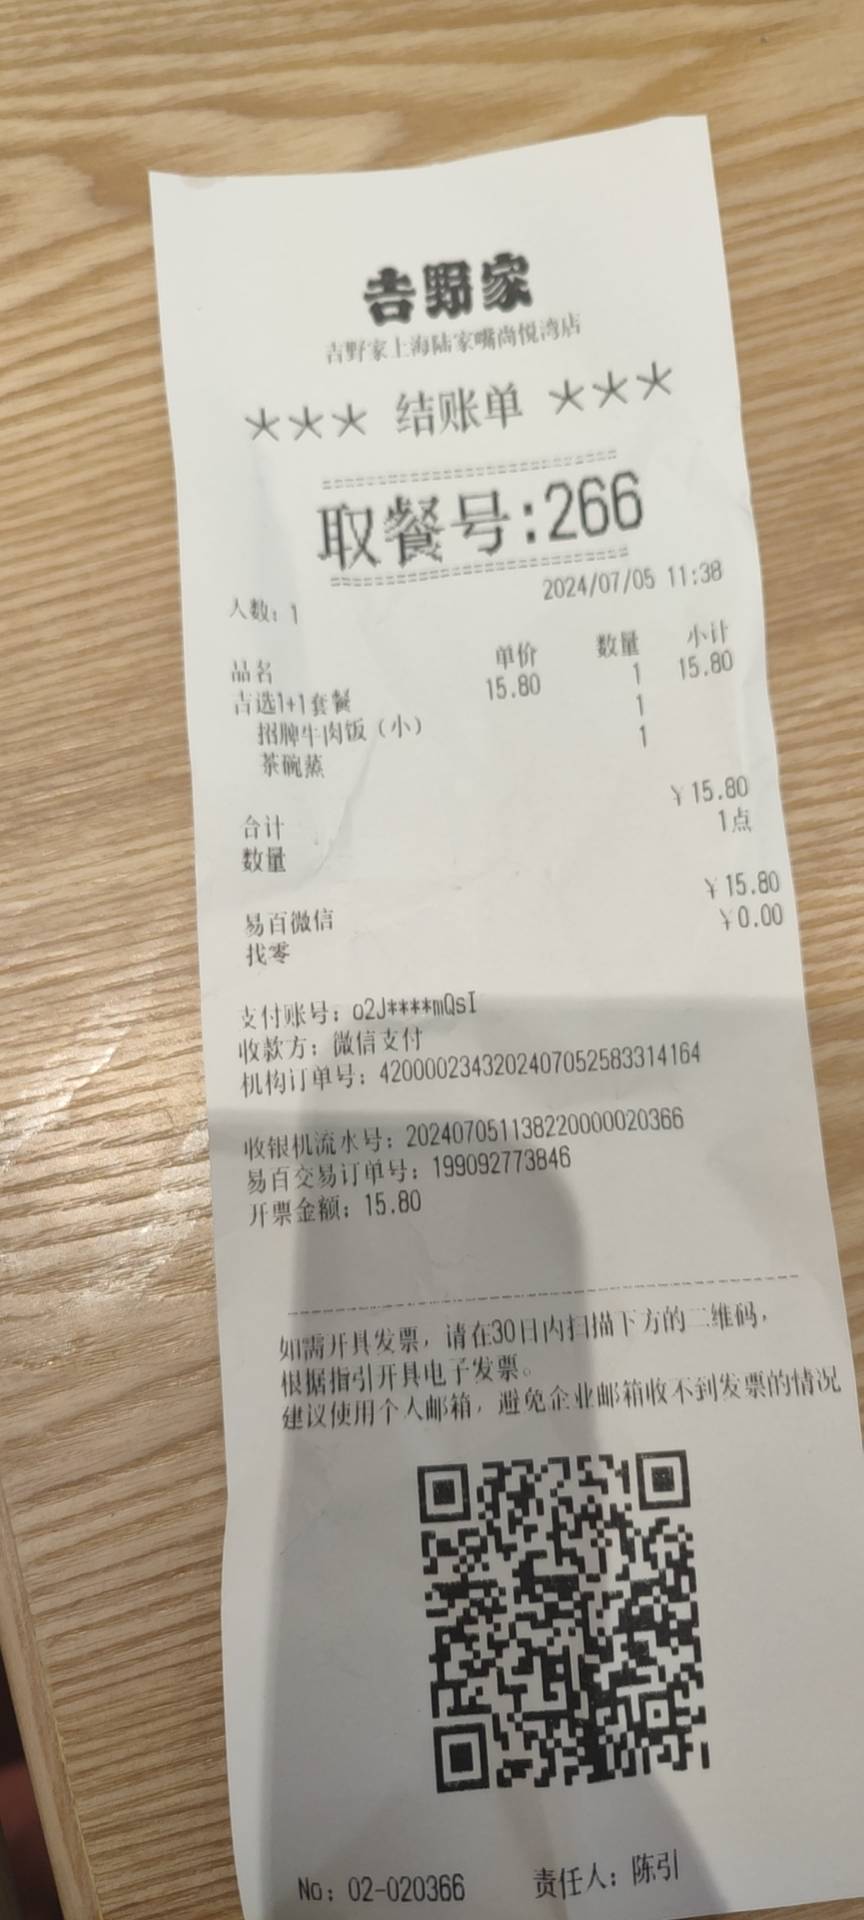 吉野家
吉野家上海陆家嘴尚悦湾店
*** 结账单 ***
取餐号:266
2024/07/05 11:38
人数: 1
品名 单价 数量 小计
吉选1+1套餐 15.80 1 15.80
招牌牛肉饭(小) 1
茶碗蒸 1
合计 ¥15.80
数量 1点
易百微信 ¥15.80
找零 ¥0.00
支付账号: o2J****mQsI
收款方: 微信支付
机构订单号: 4200002343202407052583314164
收银机流水号: 202407051138220000020366
易百交易订单号: 199092773846
开票金额: 15.80
如需开具发票, 请在30日内扫描下方的二维码,
根据指引开具电子发票。
建议使用个人邮箱, 避免企业邮箱收不到发票的情况
No: 02-020366 责任人: 陈引